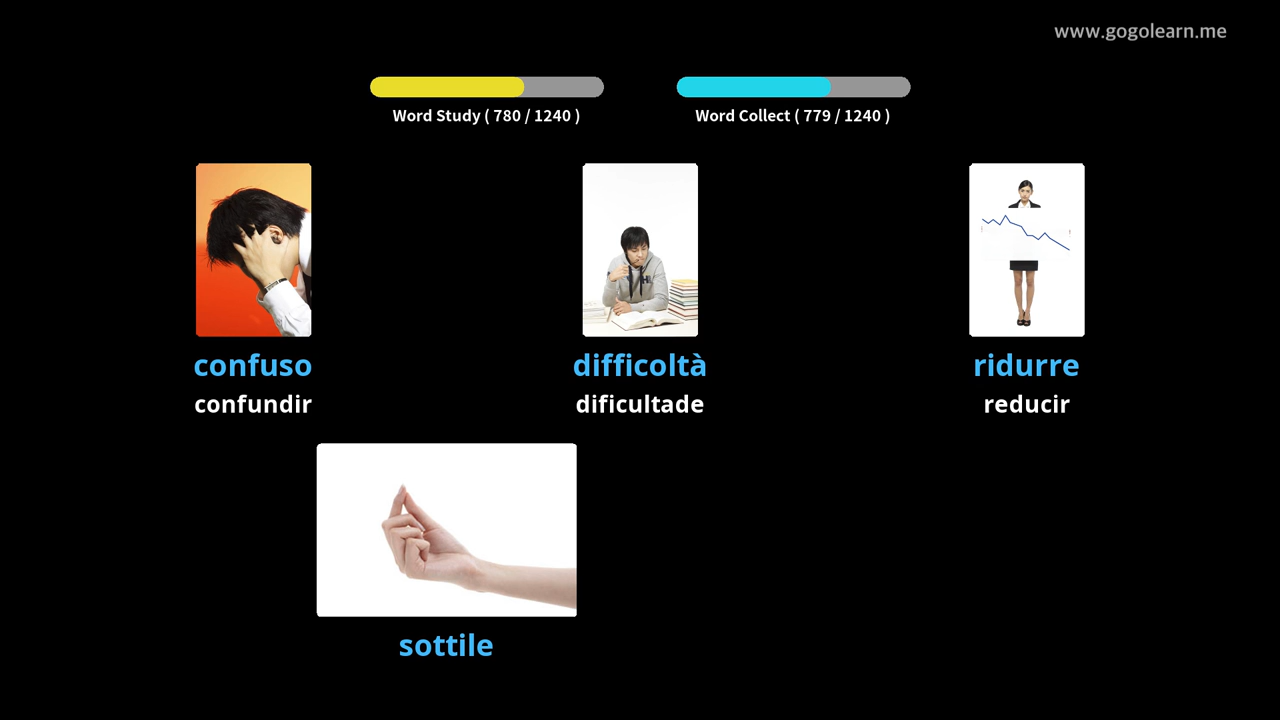 www.gogolearn.me
Word Study ( 780 / 1240 )
Word Collect ( 779 / 1240 )
confuso
confundir
difficoltà
dificultade
ridurre
reducir
sottile